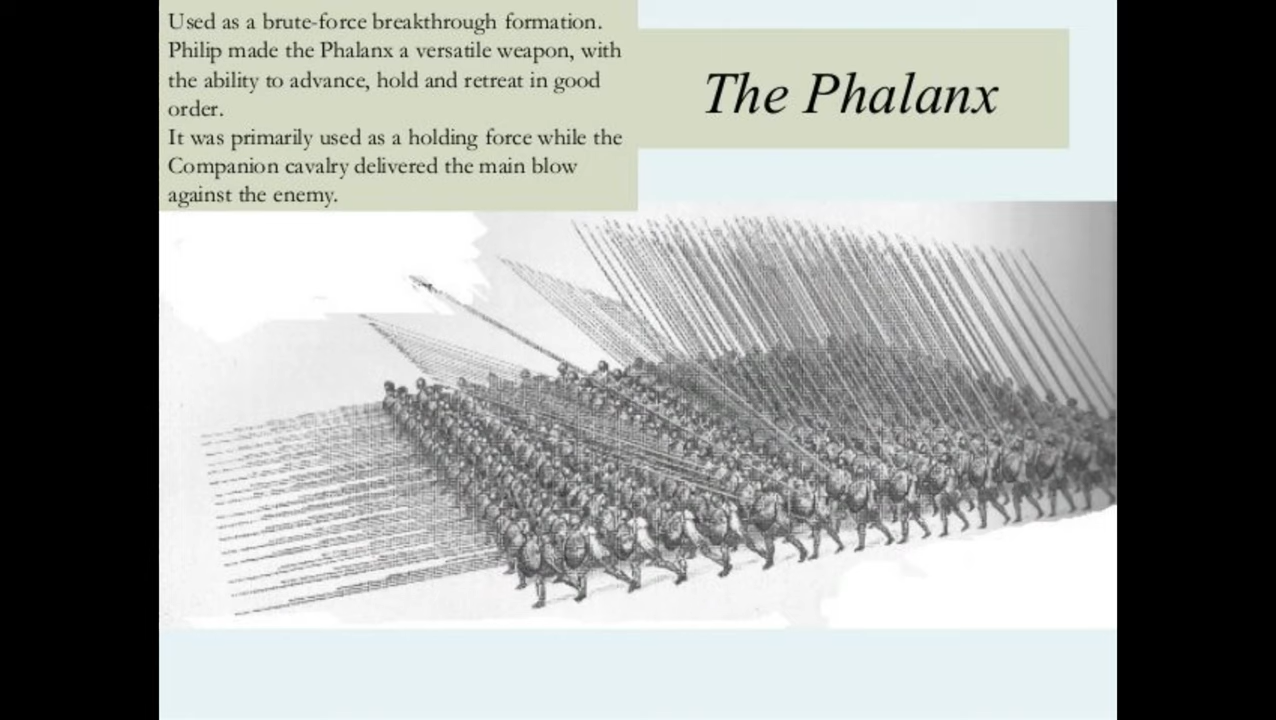 Used as a brute-force breakthrough formation.
Philip made the Phalanx a versatile weapon, with
the ability to advance, hold and retreat in good
order.
It was primarily used as a holding force while the
Companion cavalry delivered the main blow
against the enemy.
The Phalanx